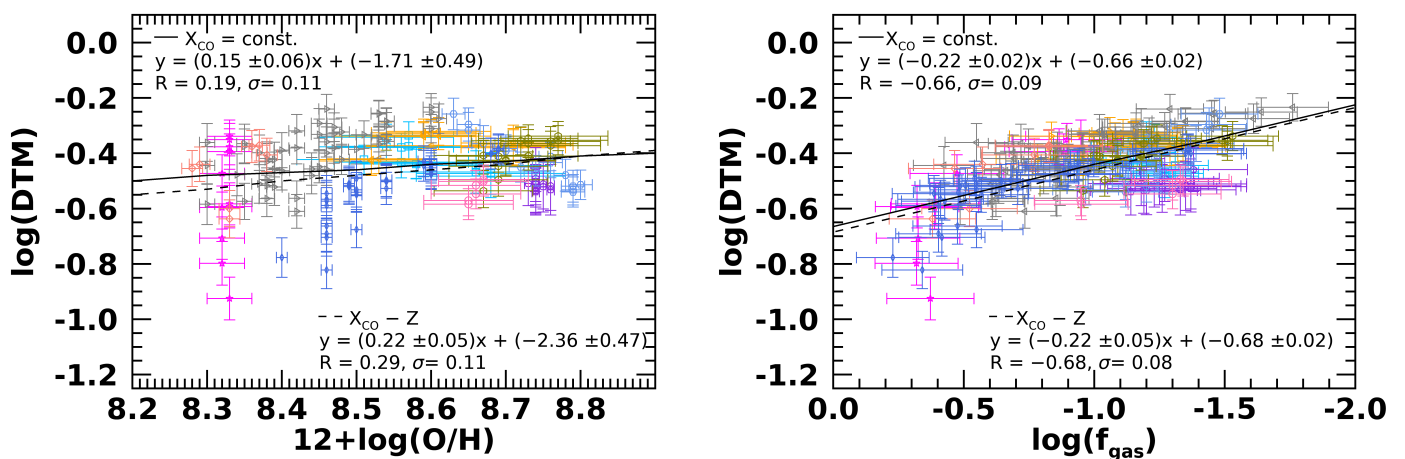 0.0
-0.2
-0.4
-0.6
-0.8
-1.0
-1.2
log(DTM)
X_CO = const.
y = (0.15 ±0.06)x + (−1.71 ±0.49)
R = 0.19, σ= 0.11
X_CO − Z
y = (0.22 ±0.05)x + (−2.36 ±0.47)
R = 0.29, σ= 0.11
8.2 8.3 8.4 8.5 8.6 8.7 8.8
12+log(O/H)
0.0
-0.2
-0.4
-0.6
-0.8
-1.0
-1.2
log(DTM)
X_CO = const.
y = (−0.22 ±0.02)x + (−0.66 ±0.02)
R = −0.66, σ= 0.09
X_CO − Z
y = (−0.22 ±0.05)x + (−0.68 ±0.02)
R = −0.68, σ= 0.08
0.0 -0.5 -1.0 -1.5 -2.0
log(f_gas)